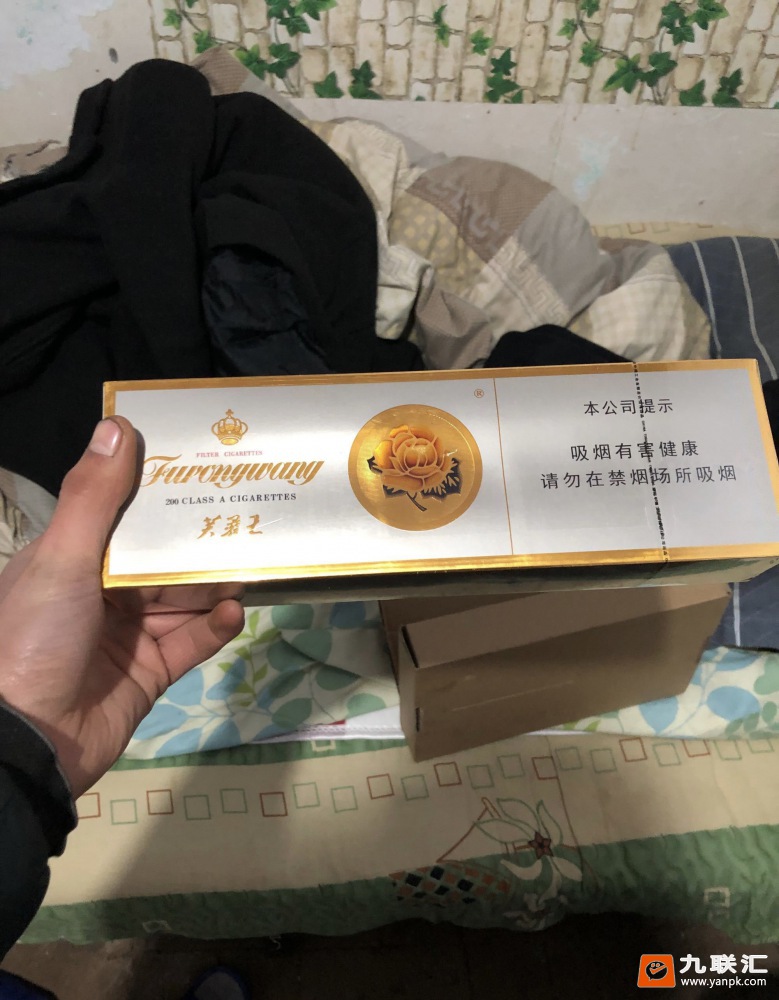 FILTER CIGARETTES
Furongwang
200 CLASS A CIGARETTES
芙蓉王
®
本公司提示
吸烟有害健康
请勿在禁烟场所吸烟
九联汇
www.yanpk.com